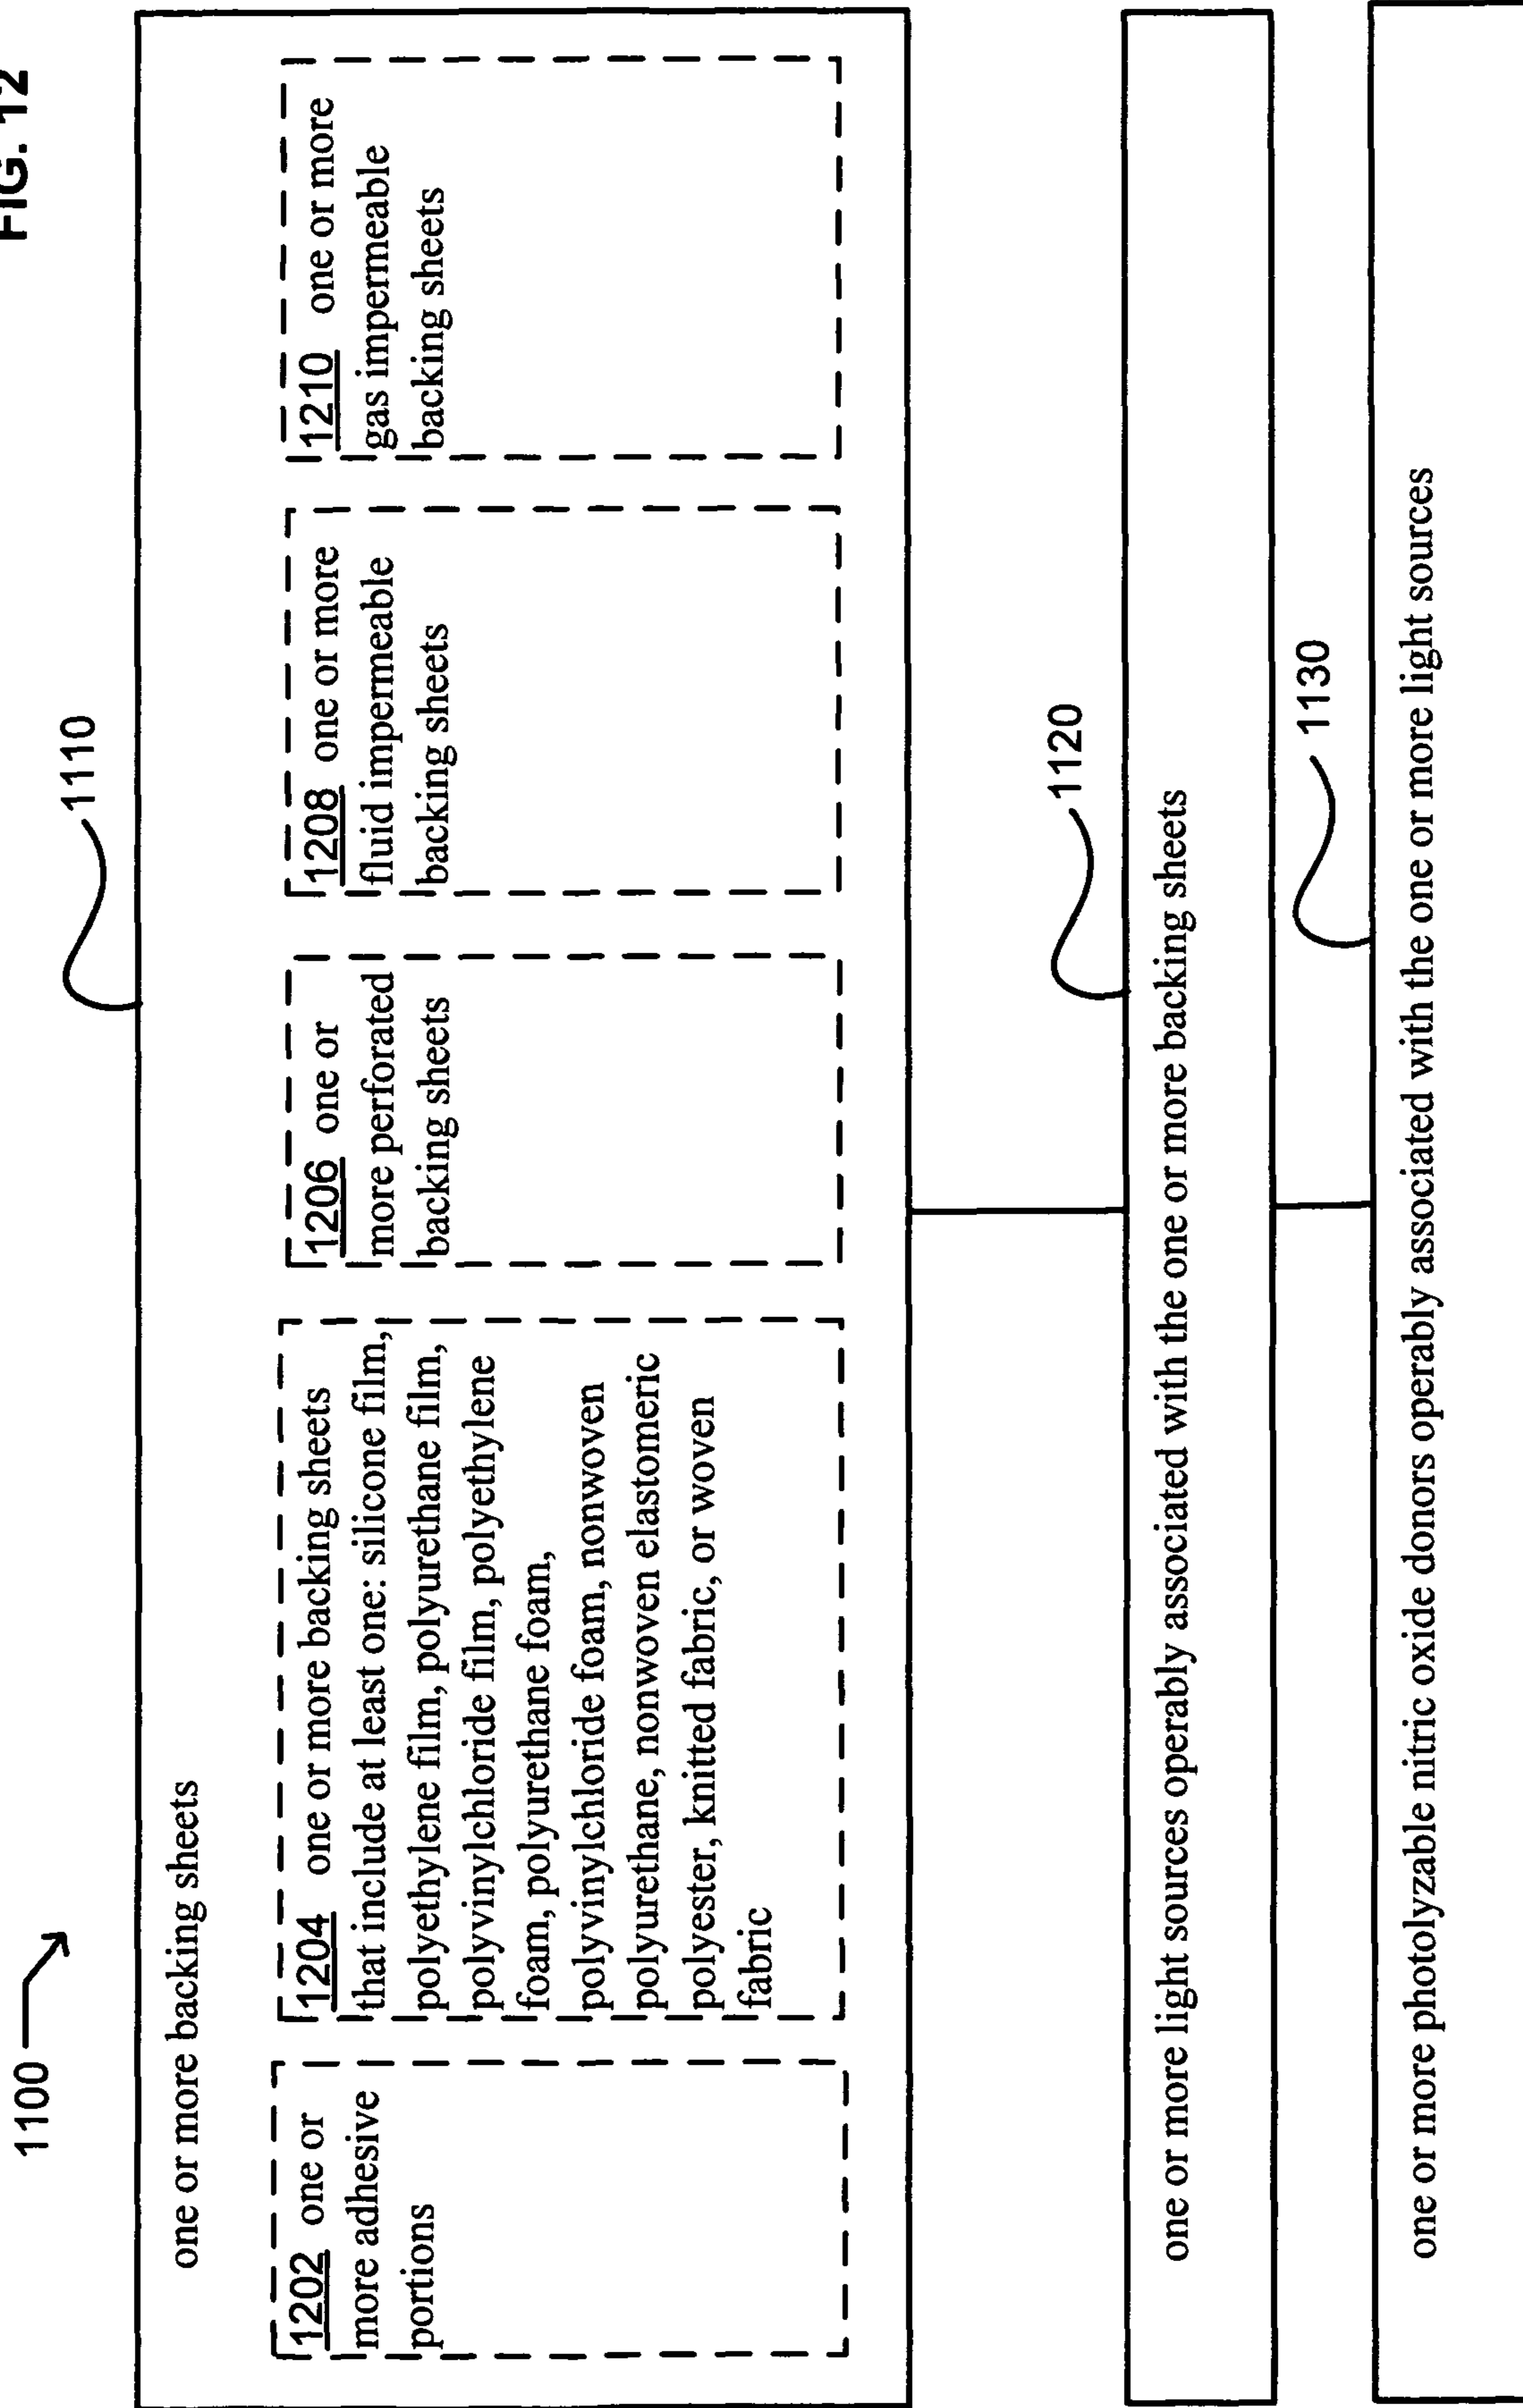 FIG. 12
1100
1110
one or more backing sheets
1202 one or
more adhesive
portions
1204 one or more backing sheets
that include at least one: silicone film,
polyethylene film, polyurethane film,
polyvinylchloride film, polyethylene
foam, polyurethane foam,
polyvinylchloride foam, nonwoven
polyurethane, nonwoven elastomeric
polyester, knitted fabric, or woven
fabric
1206 one or
more perforated
backing sheets
1208 one or more
fluid impermeable
backing sheets
1210 one or more
gas impermeable
backing sheets
1120
one or more light sources operably associated with the one or more backing sheets
1130
one or more photolyzable nitric oxide donors operably associated with the one or more light sources